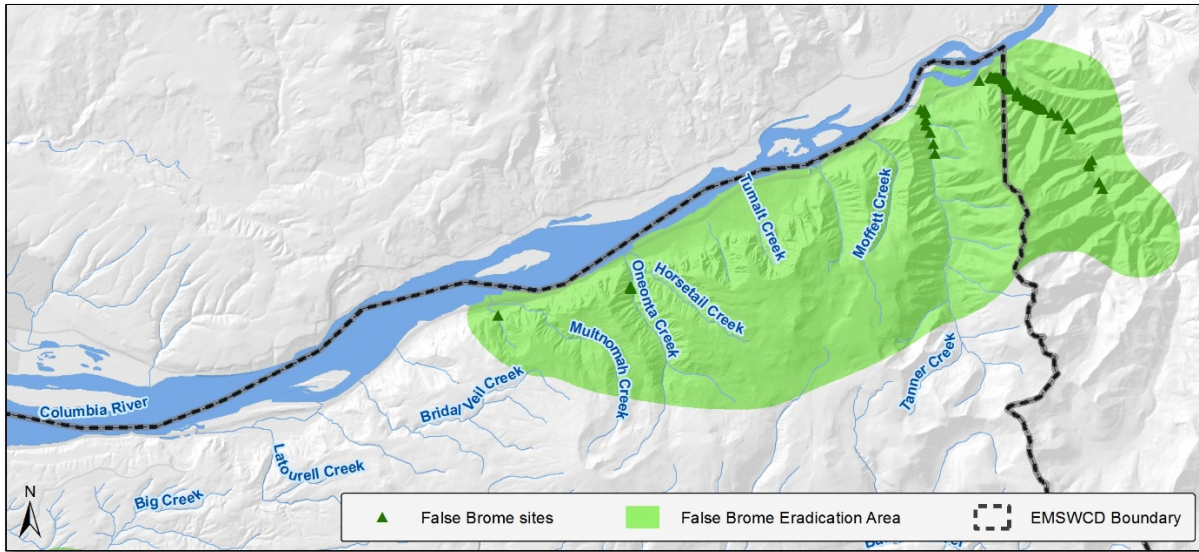 Tumalt Creek
Moffett Creek
Oneonta Creek
Horsetail Creek
Multnomah Creek
Tanner Creek
Bridal Veil Creek
Columbia River
Latourell Creek
Big Creek
N
False Brome sites
False Brome Eradication Area
EMSWCD Boundary